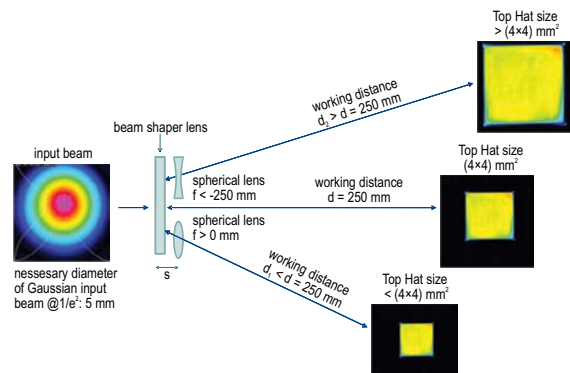 Top Hat size
> (4×4) mm²
working distance
d₂ > d = 250 mm
beam shaper lens
input beam
Top Hat size
(4×4) mm²
spherical lens
f < -250 mm
working distance
d = 250 mm
spherical lens
f > 0 mm
working distance
d₁ < d = 250 mm
Top Hat size
< (4×4) mm²
s
nessesary diameter
of Gaussian input
beam @1/e²: 5 mm